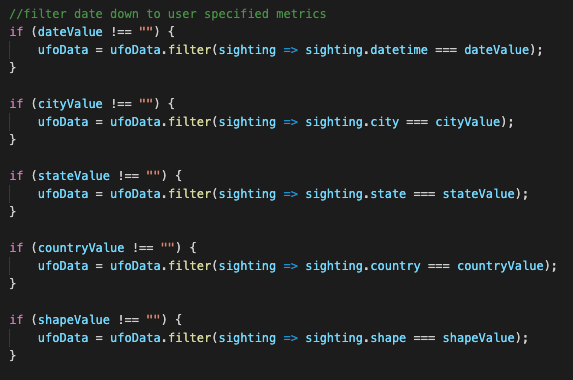 //filter date down to user specified metrics
if (dateValue !== "") {
ufoData = ufoData.filter(sighting => sighting.datetime === dateValue);
}
if (cityValue !== "") {
ufoData = ufoData.filter(sighting => sighting.city === cityValue);
}
if (stateValue !== "") {
ufoData = ufoData.filter(sighting => sighting.state === stateValue);
}
if (countryValue !== "") {
ufoData = ufoData.filter(sighting => sighting.country === countryValue);
}
if (shapeValue !== "") {
ufoData = ufoData.filter(sighting => sighting.shape === shapeValue);
}